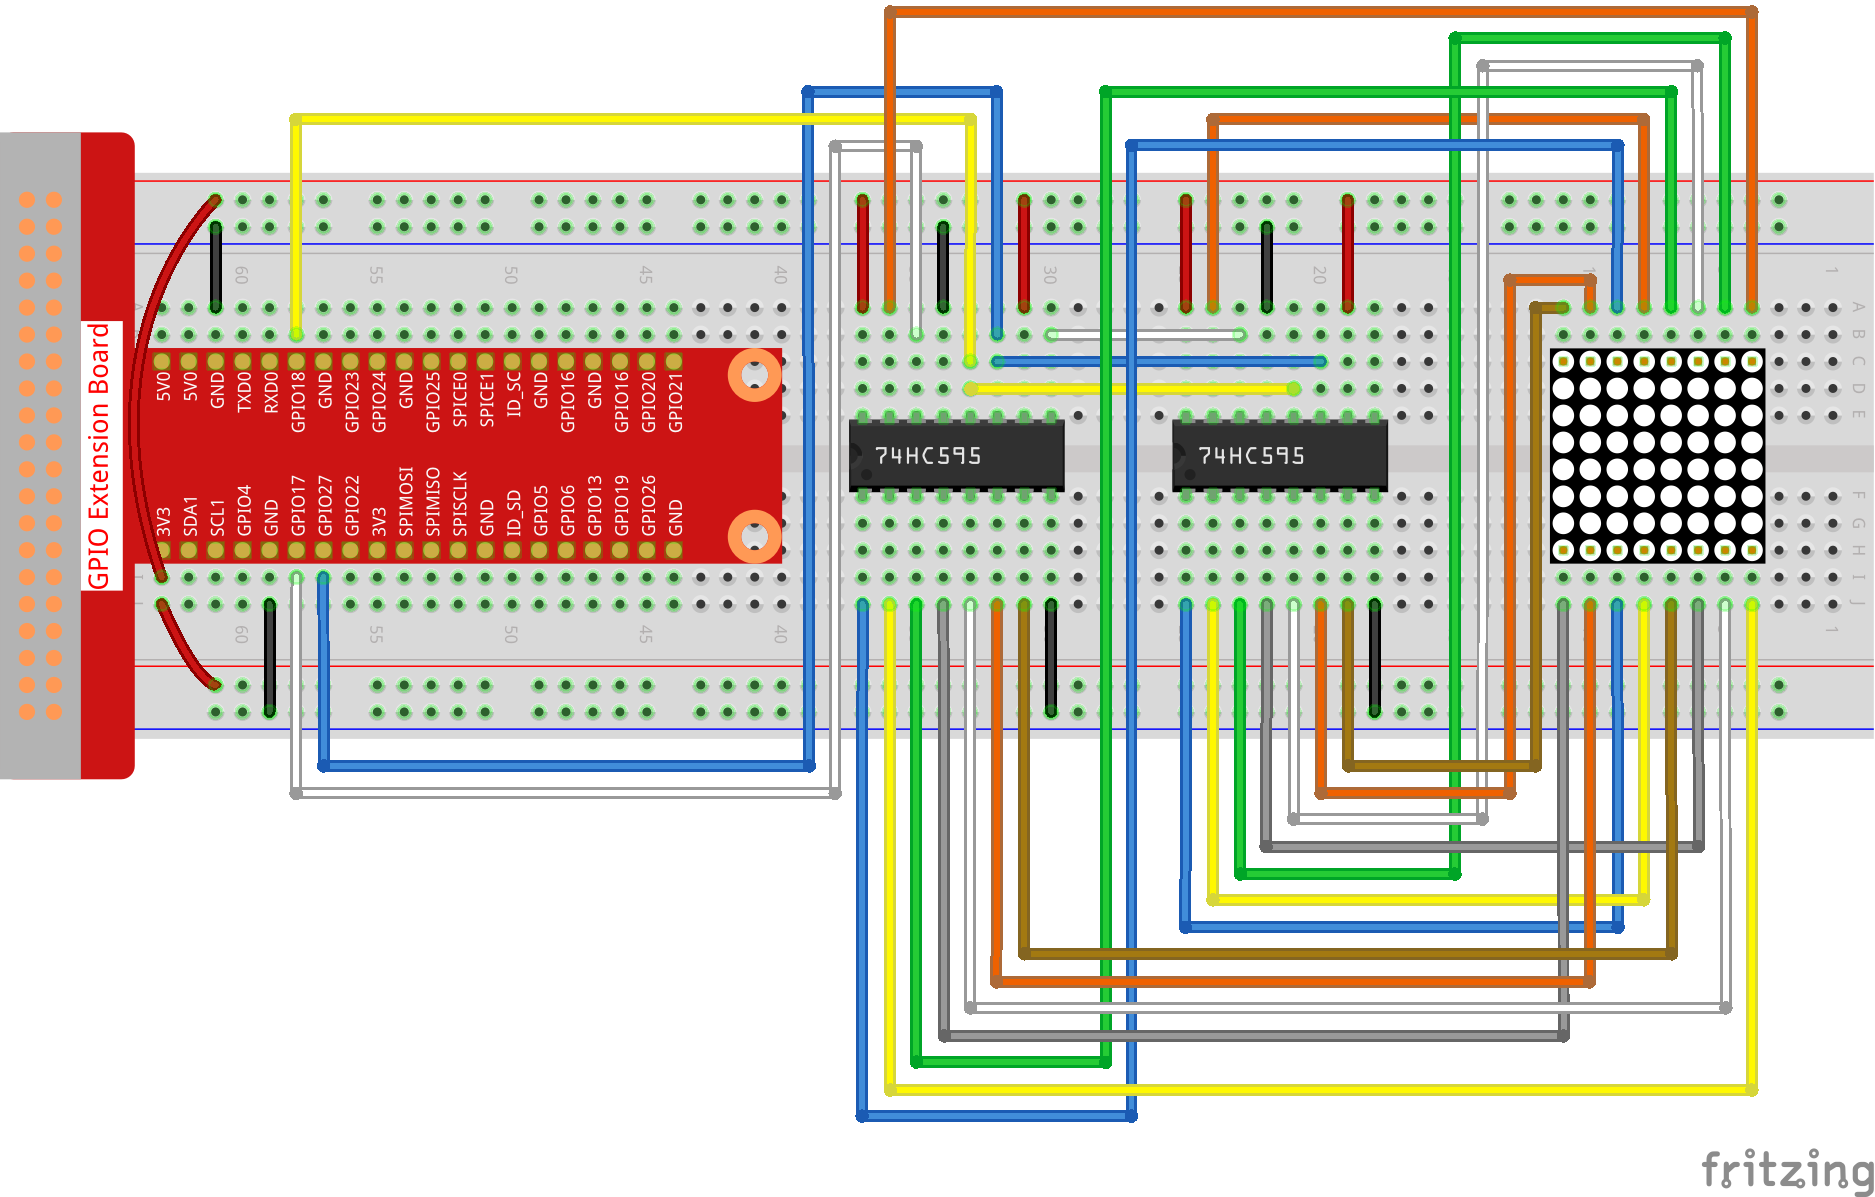 GPIO Extension Board
60 55 50 45 40 30 20 1 1
A
B
C
D
E
5V0 5V0 GND TXD0 RXD0 GPIO18 GND GPIO23 GPIO24 GND GPIO25 SPICE0 SPICE1 ID_SC GND GPIO16 GND GPIO16 GPIO20 GPIO21
74HC595 74HC595
3V3 SDA1 SCL1 GPIO4 GND GPIO17 GPIO27 GPIO22 3V3 SPIMOSI SPIMISO SPISCLK GND ID_SD GPIO5 GPIO6 GPIO13 GPIO19 GPIO26 GND
F
G
H
I
J
60 55 50 45 40 1
fritzing